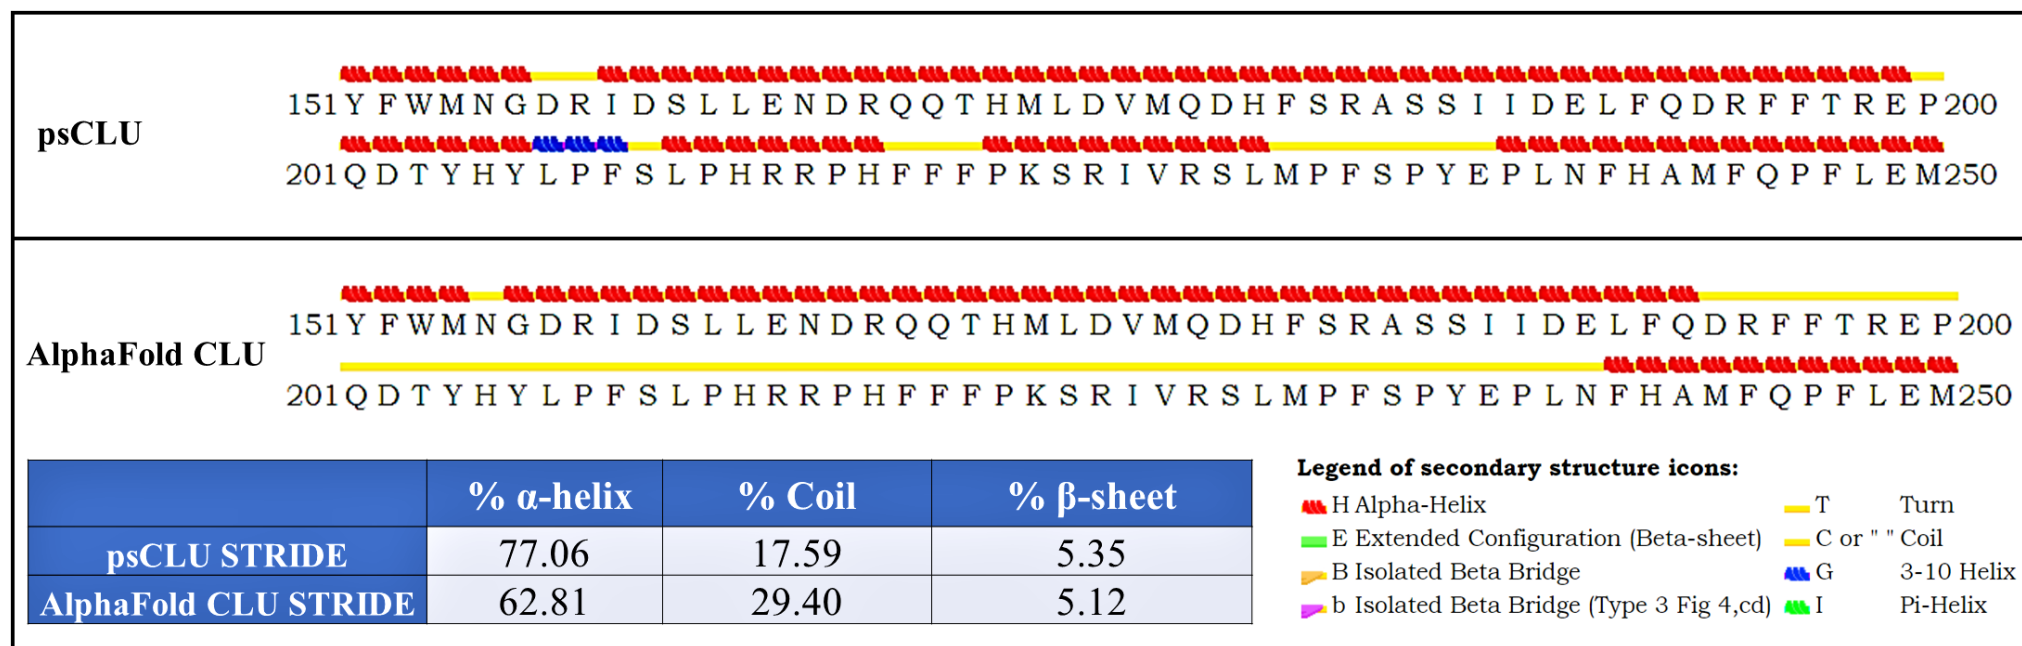 psCLU
151 Y F W M N G D R I D S L L E N D R Q Q T H M L D V M Q D H F S R A S S I I D E L F Q D R F F T R E P 200
201 Q D T Y H Y L P F S L P H R R P H F F F P K S R I V R S L M P F S P Y E P L N F H A M F Q P F L E M 250
AlphaFold CLU
151 Y F W M N G D R I D S L L E N D R Q Q T H M L D V M Q D H F S R A S S I I D E L F Q D R F F T R E P 200
201 Q D T Y H Y L P F S L P H R R P H F F F P K S R I V R S L M P F S P Y E P L N F H A M F Q P F L E M 250
% α-helix % Coil % β-sheet
psCLU STRIDE 77.06 17.59 5.35
AlphaFold CLU STRIDE 62.81 29.40 5.12
Legend of secondary structure icons:
H Alpha-Helix T Turn
E Extended Configuration (Beta-sheet) C or " " Coil
B Isolated Beta Bridge G 3-10 Helix
b Isolated Beta Bridge (Type 3 Fig 4,cd) I Pi-Helix